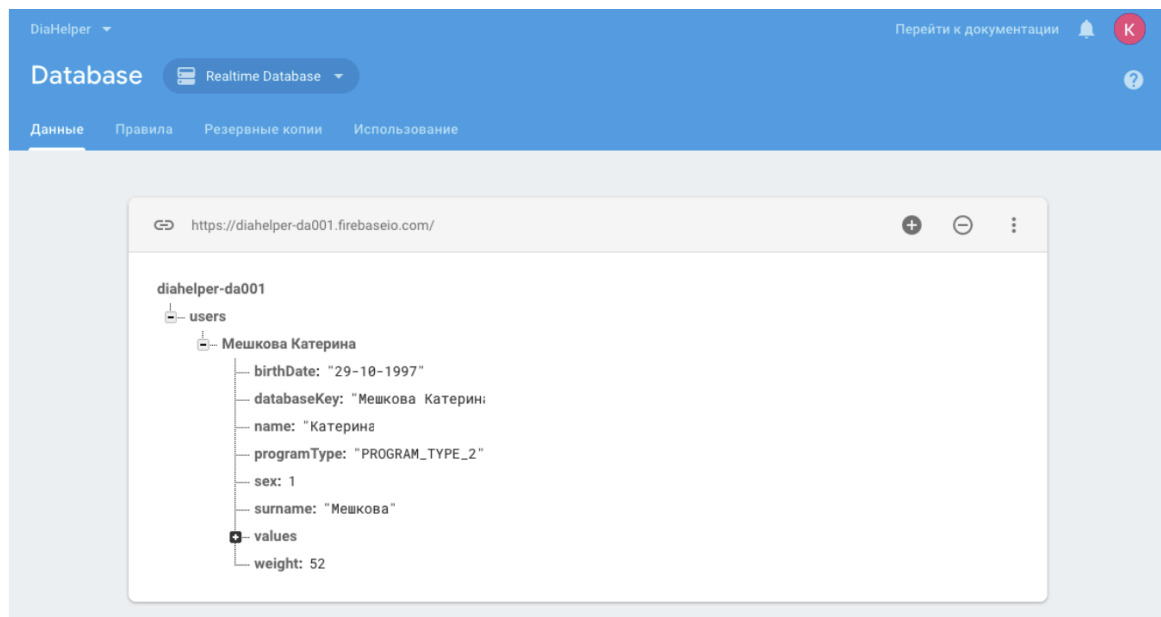 DiaHelper Перейти к документации K
Database Realtime Database
Данные Правила Резервные копии Использование
https://diahelper-da001.firebaseio.com/
diahelper-da001
users
Мешкова Катерина
birthDate: "29-10-1997"
databaseKey: "Мешкова Катерина
name: "Катерина
programType: "PROGRAM_TYPE_2"
sex: 1
surname: "Мешкова"
values
weight: 52